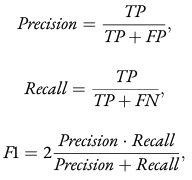 Precision = TP / (TP + FP),
Recall = TP / (TP + FN),
F1 = 2 (Precision · Recall) / (Precision + Recall),